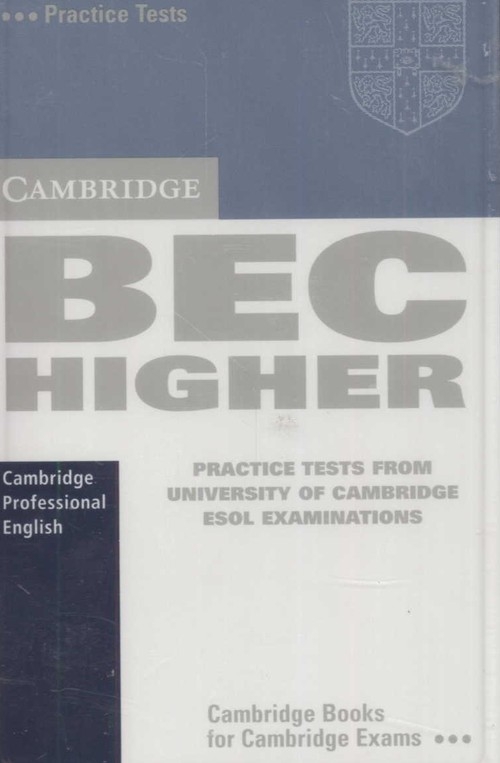 ••• Practice Tests
CAMBRIDGE
BEC
HIGHER
PRACTICE TESTS FROM
UNIVERSITY OF CAMBRIDGE
ESOL EXAMINATIONS
Cambridge
Professional
English
Cambridge Books
for Cambridge Exams •••